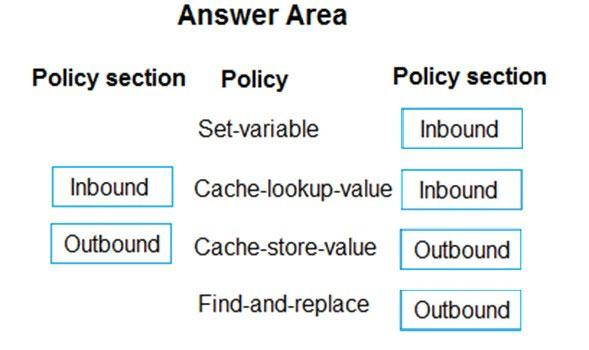 Answer Area
Policy section Policy Policy section
Set-variable Inbound
Inbound Cache-lookup-value Inbound
Outbound Cache-store-value Outbound
Find-and-replace Outbound